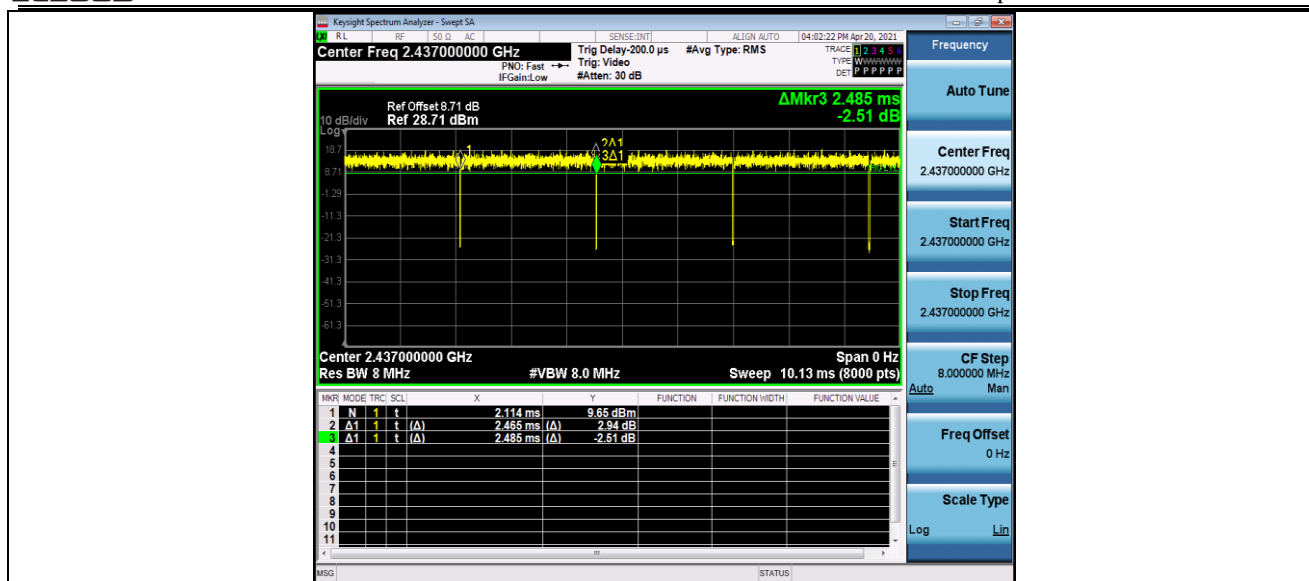 Keysight Spectrum Analyzer - Swept SA
RL RF 50 Ω AC SENSE:INT ALIGN AUTO 04:02:22 PM Apr 20, 2021
Center Freq 2.437000000 GHz
PNO: Fast
IFGain:Low
Trig Delay-200.0 µs
Trig: Video
#Atten: 30 dB
#Avg Type: RMS
TRACE 1 2 3 4 5 6
TYPE WWWWWW
DET P P P P P P
Frequency
Auto Tune
Center Freq
2.437000000 GHz
Start Freq
2.437000000 GHz
Stop Freq
2.437000000 GHz
CF Step
8.000000 MHz
Auto Man
Freq Offset
0 Hz
Scale Type
Log Lin
ΔMkr3 2.485 ms
-2.51 dB
Ref Offset 8.71 dB
10 dB/div Ref 28.71 dBm
Log
1
2Δ1
3Δ1
18.7
8.71
-1.29
-11.3
-21.3
-31.3
-41.3
-51.3
-61.3
Center 2.437000000 GHz Span 0 Hz
Res BW 8 MHz #VBW 8.0 MHz Sweep 10.13 ms (8000 pts)
MKR MODE TRC SCL X Y FUNCTION FUNCTION WIDTH FUNCTION VALUE
1 N 1 t 2.114 ms 9.65 dBm
2 Δ1 1 t (Δ) 2.465 ms (Δ) 2.94 dB
3 Δ1 1 t (Δ) 2.485 ms (Δ) -2.51 dB
4
5
6
7
8
9
10
11
MSG STATUS